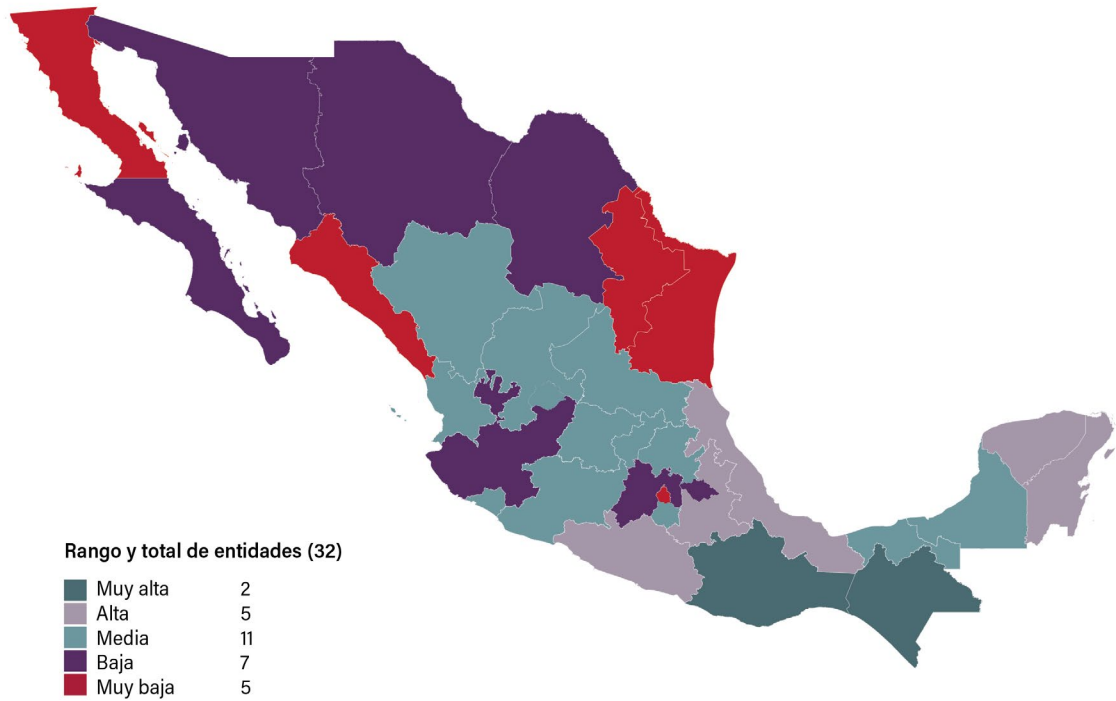 Rango y total de entidades (32)
Muy alta 2
Alta 5
Media 11
Baja 7
Muy baja 5